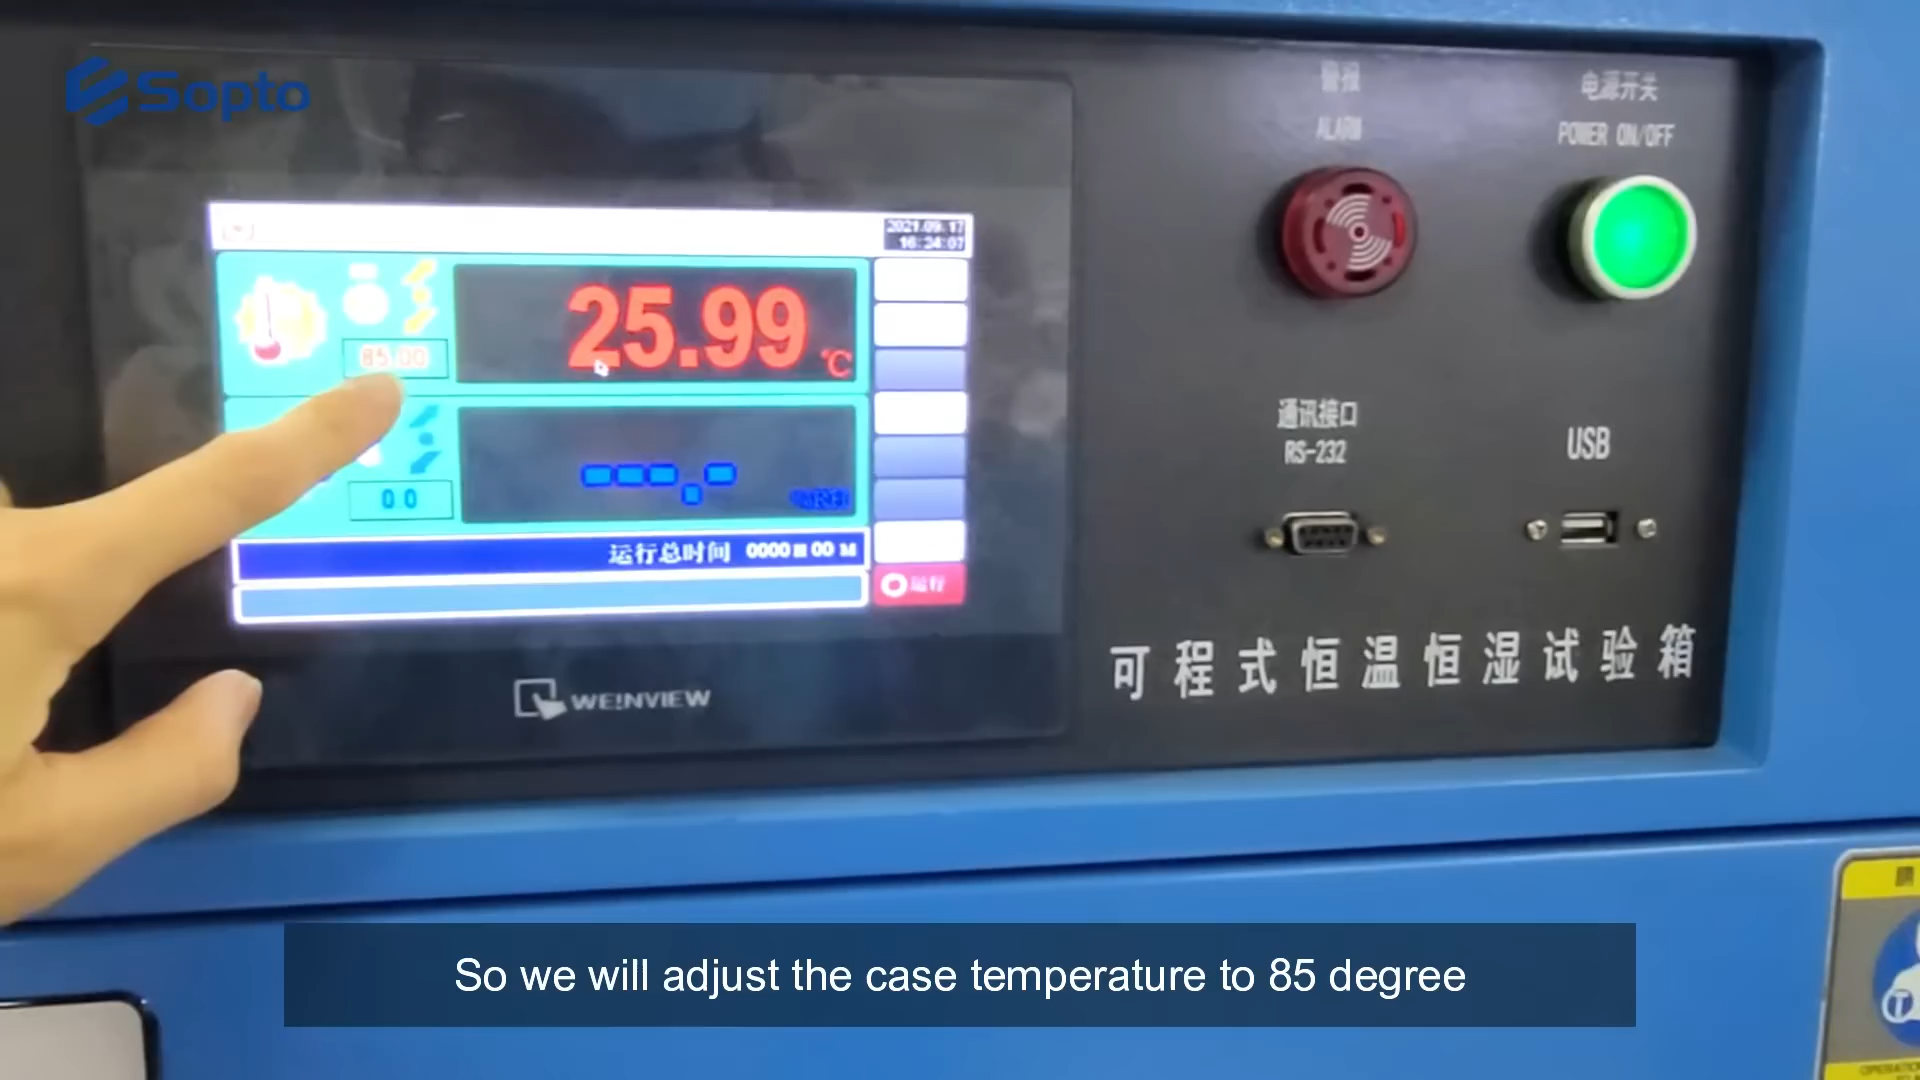 Sopto
2021.09.17
16:24:07
25.99
℃
85.00
0.0
运行总时间 0000 H 00 M
运行
WEINVIEW
警报
ALARM
电源开关
POWER ON/OFF
通讯接口
RS-232
USB
可程式恒温恒湿试验箱
So we will adjust the case temperature to 85 degree